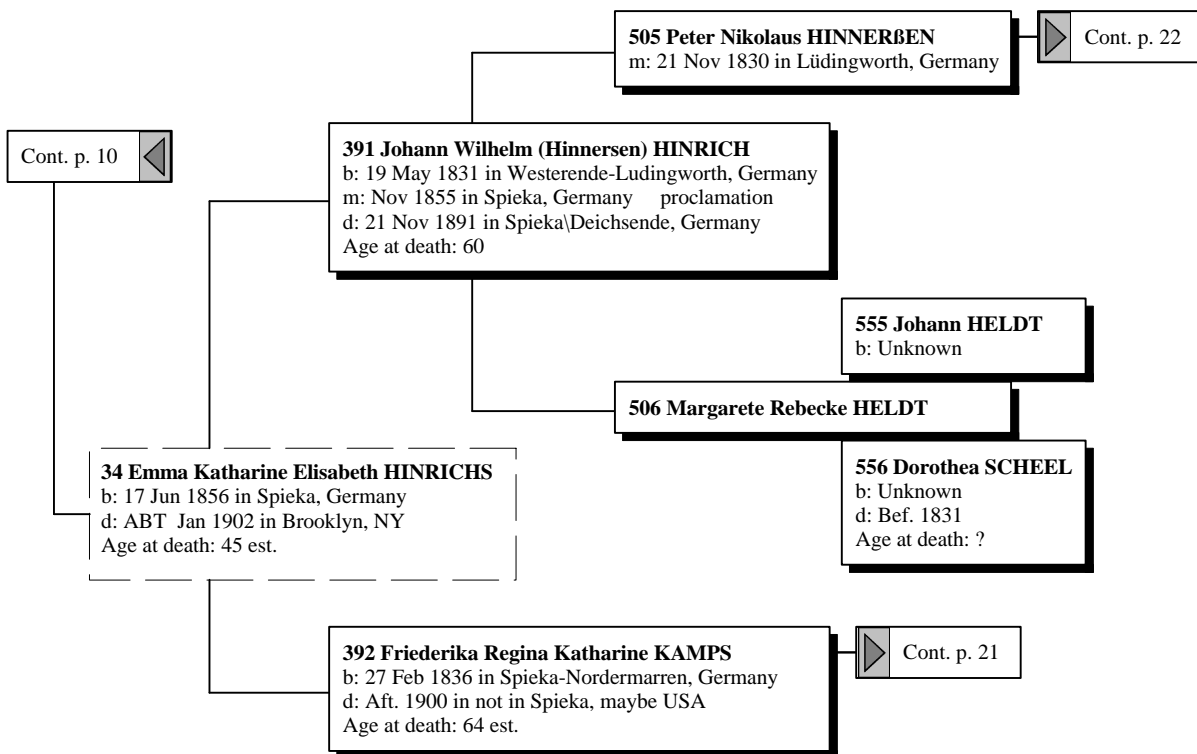 505 Peter Nikolaus HINNERßEN
m: 21 Nov 1830 in Lüdingworth, Germany
Cont. p. 22
Cont. p. 10
391 Johann Wilhelm (Hinnersen) HINRICH
b: 19 May 1831 in Westerende-Ludingworth, Germany
m: Nov 1855 in Spieka, Germany     proclamation
d: 21 Nov 1891 in Spieka\Deichsende, Germany
Age at death: 60
555 Johann HELDT
b: Unknown
506 Margarete Rebecke HELDT
556 Dorothea SCHEEL
b: Unknown
d: Bef. 1831
Age at death: ?
34 Emma Katharine Elisabeth HINRICHS
b: 17 Jun 1856 in Spieka, Germany
d: ABT  Jan 1902 in Brooklyn, NY
Age at death: 45 est.
392 Friederika Regina Katharine KAMPS
b: 27 Feb 1836 in Spieka-Nordermarren, Germany
d: Aft. 1900 in not in Spieka, maybe USA
Age at death: 64 est.
Cont. p. 21